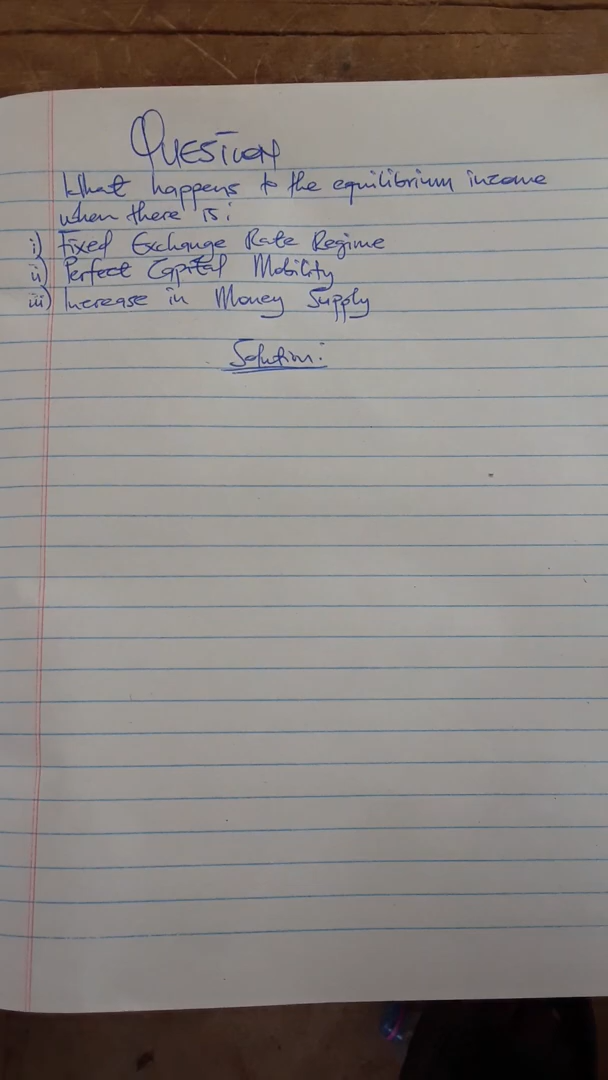 QUESTION
What happens to the equilibrium income
when there is:
i) Fixed Exchange Rate Regime
ii) Perfect Capital Mobility
iii) Increase in Money Supply
Solution: